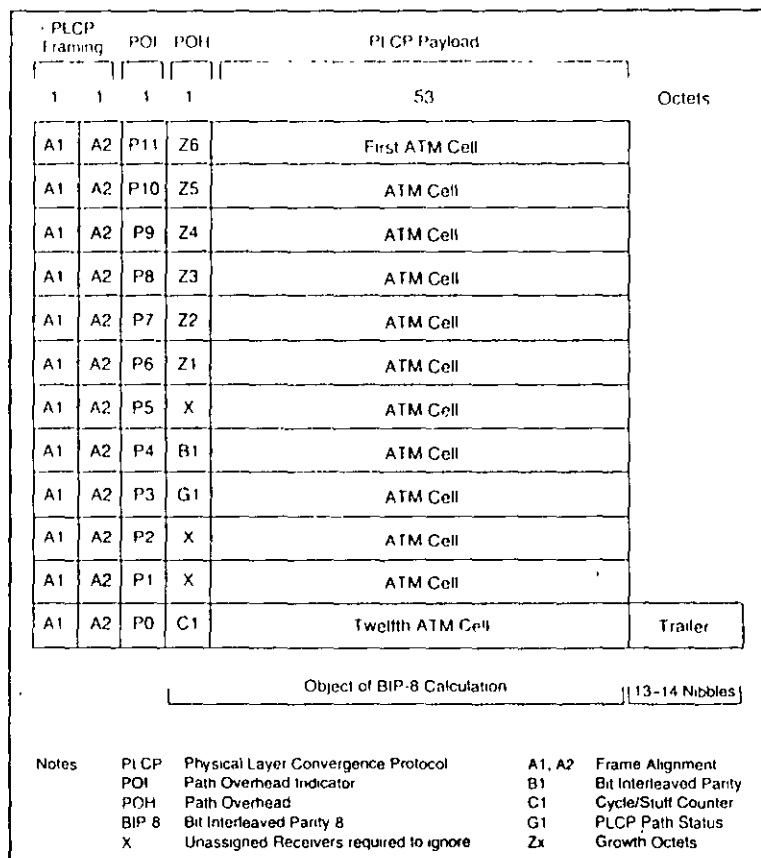 PLCP Framing POI POH PLCP Payload
1 1 1 1 53 Octets
A1 A2 P11 Z6 First ATM Cell
A1 A2 P10 Z5 ATM Cell
A1 A2 P9 Z4 ATM Cell
A1 A2 P8 Z3 ATM Cell
A1 A2 P7 Z2 ATM Cell
A1 A2 P6 Z1 ATM Cell
A1 A2 P5 X ATM Cell
A1 A2 P4 B1 ATM Cell
A1 A2 P3 G1 ATM Cell
A1 A2 P2 X ATM Cell
A1 A2 P1 X ATM Cell
A1 A2 P0 C1 Twelfth ATM Cell Trailer
Object of BIP-8 Calculation 13-14 Nibbles
Notes PLCP Physical Layer Convergence Protocol A1, A2 Frame Alignment
POI Path Overhead Indicator B1 Bit Interleaved Parity
POH Path Overhead C1 Cycle/Stuff Counter
BIP 8 Bit Interleaved Parity 8 G1 PLCP Path Status
X Unassigned Receivers required to ignore Zx Growth Octets